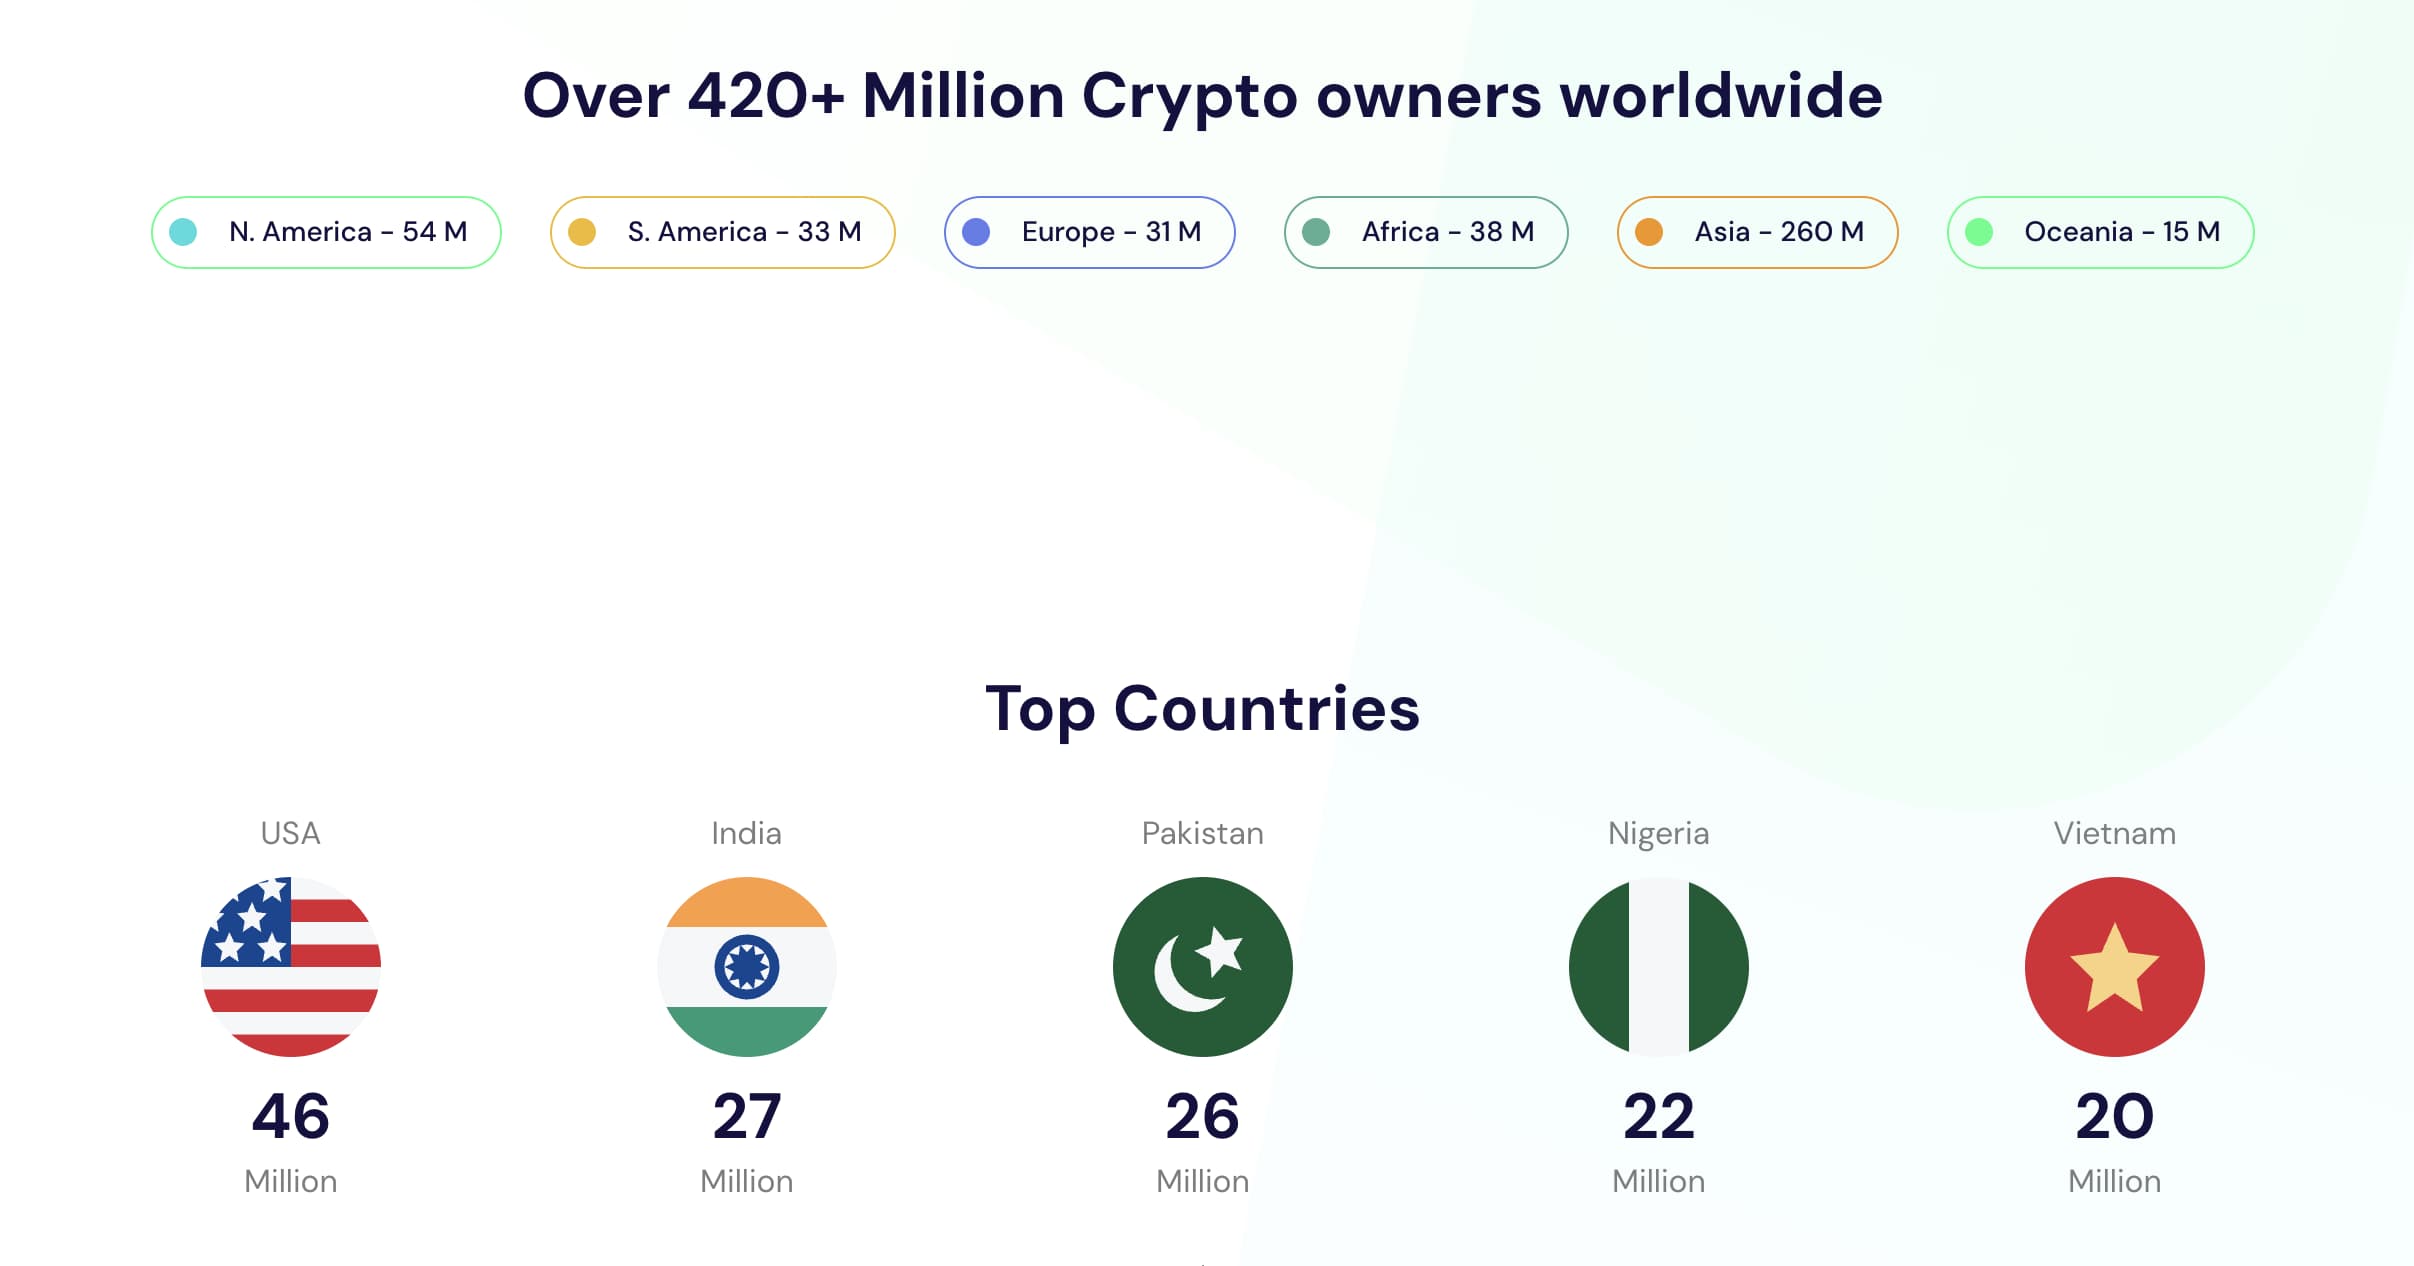 Over 420+ Million Crypto owners worldwide
N. America - 54 M
S. America - 33 M
Europe - 31 M
Africa - 38 M
Asia - 260 M
Oceania - 15 M
Top Countries
USA
46
Million
India
27
Million
Pakistan
26
Million
Nigeria
22
Million
Vietnam
20
Million